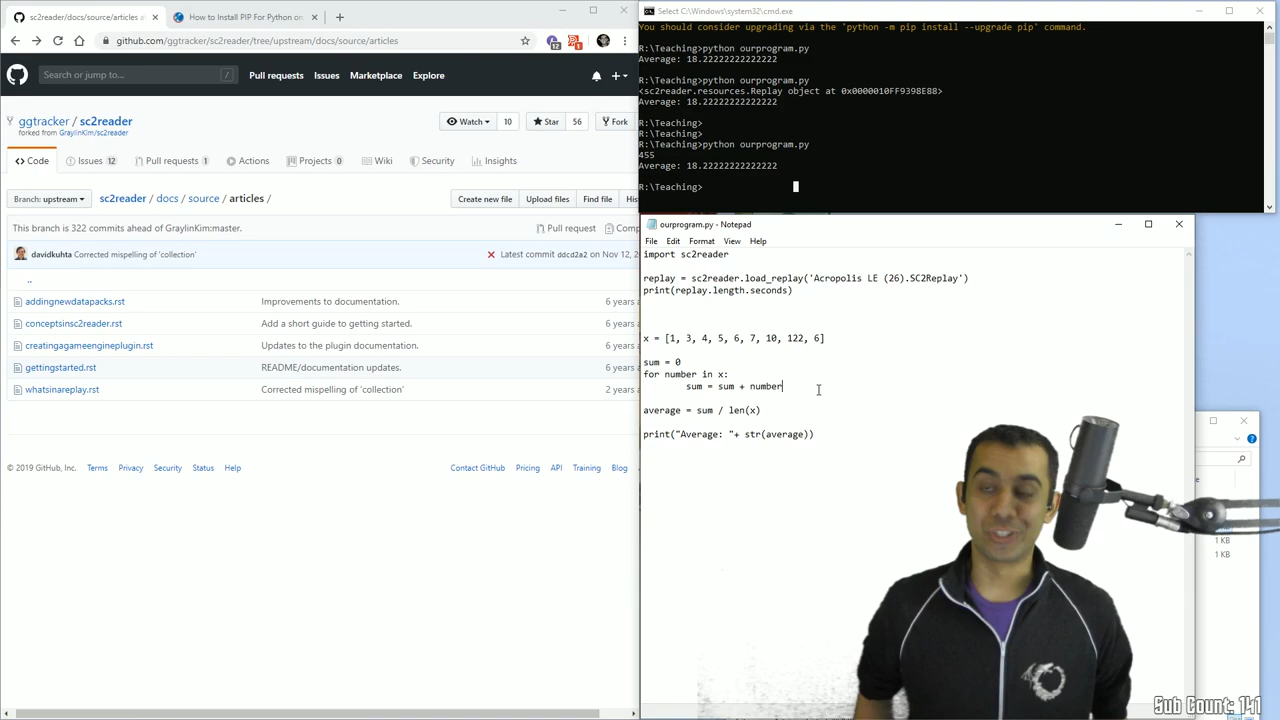 sc2reader/docs/source/articles a
How to Install PIP For Python on
github.com/ggtracker/sc2reader/tree/upstream/docs/source/articles
12
1
Search or jump to...
/
Pull requests
Issues
Marketplace
Explore
ggtracker / sc2reader
forked from GraylinKim/sc2reader
Watch
10
Star
56
Fork
Code
Issues 12
Pull requests 1
Actions
Projects 0
Wiki
Security
Insights
Branch: upstream
sc2reader / docs / source / articles /
Create new file
Upload files
Find file
His
This branch is 322 commits ahead of GraylinKim:master.
Pull request
Comp
davidkuhta Corrected mispelling of 'collection'
Latest commit ddcd2a2 on Nov 12, 2
..
addingnewdatapacks.rst Improvements to documentation. 6 years
conceptsinsc2reader.rst Add a short guide to getting started. 6 years a
creatingagameengineplugin.rst Updates to the plugin documentation. 6 years a
gettingstarted.rst README/documentation updates. 6 years a
whatsinareplay.rst Corrected mispelling of 'collection' 2 years a
© 2019 GitHub, Inc.
Terms
Privacy
Security
Status
Help
Contact GitHub
Pricing
API
Training
Blog
Select C:\Windows\system32\cmd.exe
You should consider upgrading via the 'python -m pip install --upgrade pip' command.
R:\Teaching>python ourprogram.py
Average: 18.22222222222222
R:\Teaching>python ourprogram.py
<sc2reader.resources.Replay object at 0x0000010FF9398E88>
Average: 18.22222222222222
R:\Teaching>
R:\Teaching>
R:\Teaching>python ourprogram.py
455
Average: 18.22222222222222
R:\Teaching>
ourprogram.py - Notepad
File Edit Format View Help
import sc2reader
replay = sc2reader.load_replay('Acropolis LE (26).SC2Replay')
print(replay.length.seconds)
x = [1, 3, 4, 5, 6, 7, 10, 122, 6]
sum = 0
for number in x:
sum = sum + number
average = sum / len(x)
print("Average: "+ str(average))
1 KB
1 KB
Sub Count: 141